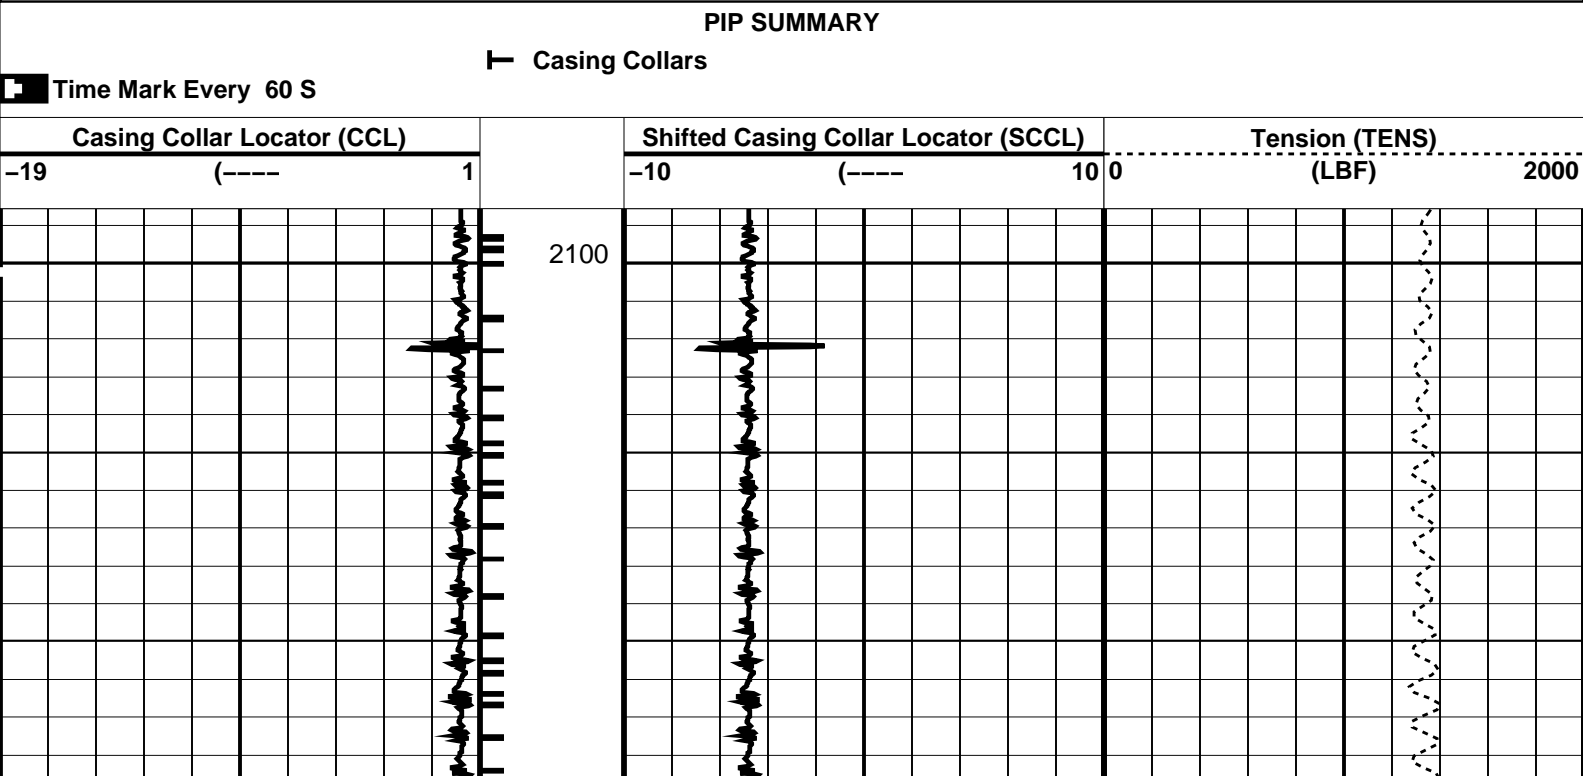 PIP SUMMARY
Casing Collars
Time Mark Every 60 S
Casing Collar Locator (CCL)
Shifted Casing Collar Locator (SCCL)
Tension (TENS)
−19 (−−−− 1
−10 (−−−− 10
0 (LBF) 2000
2100